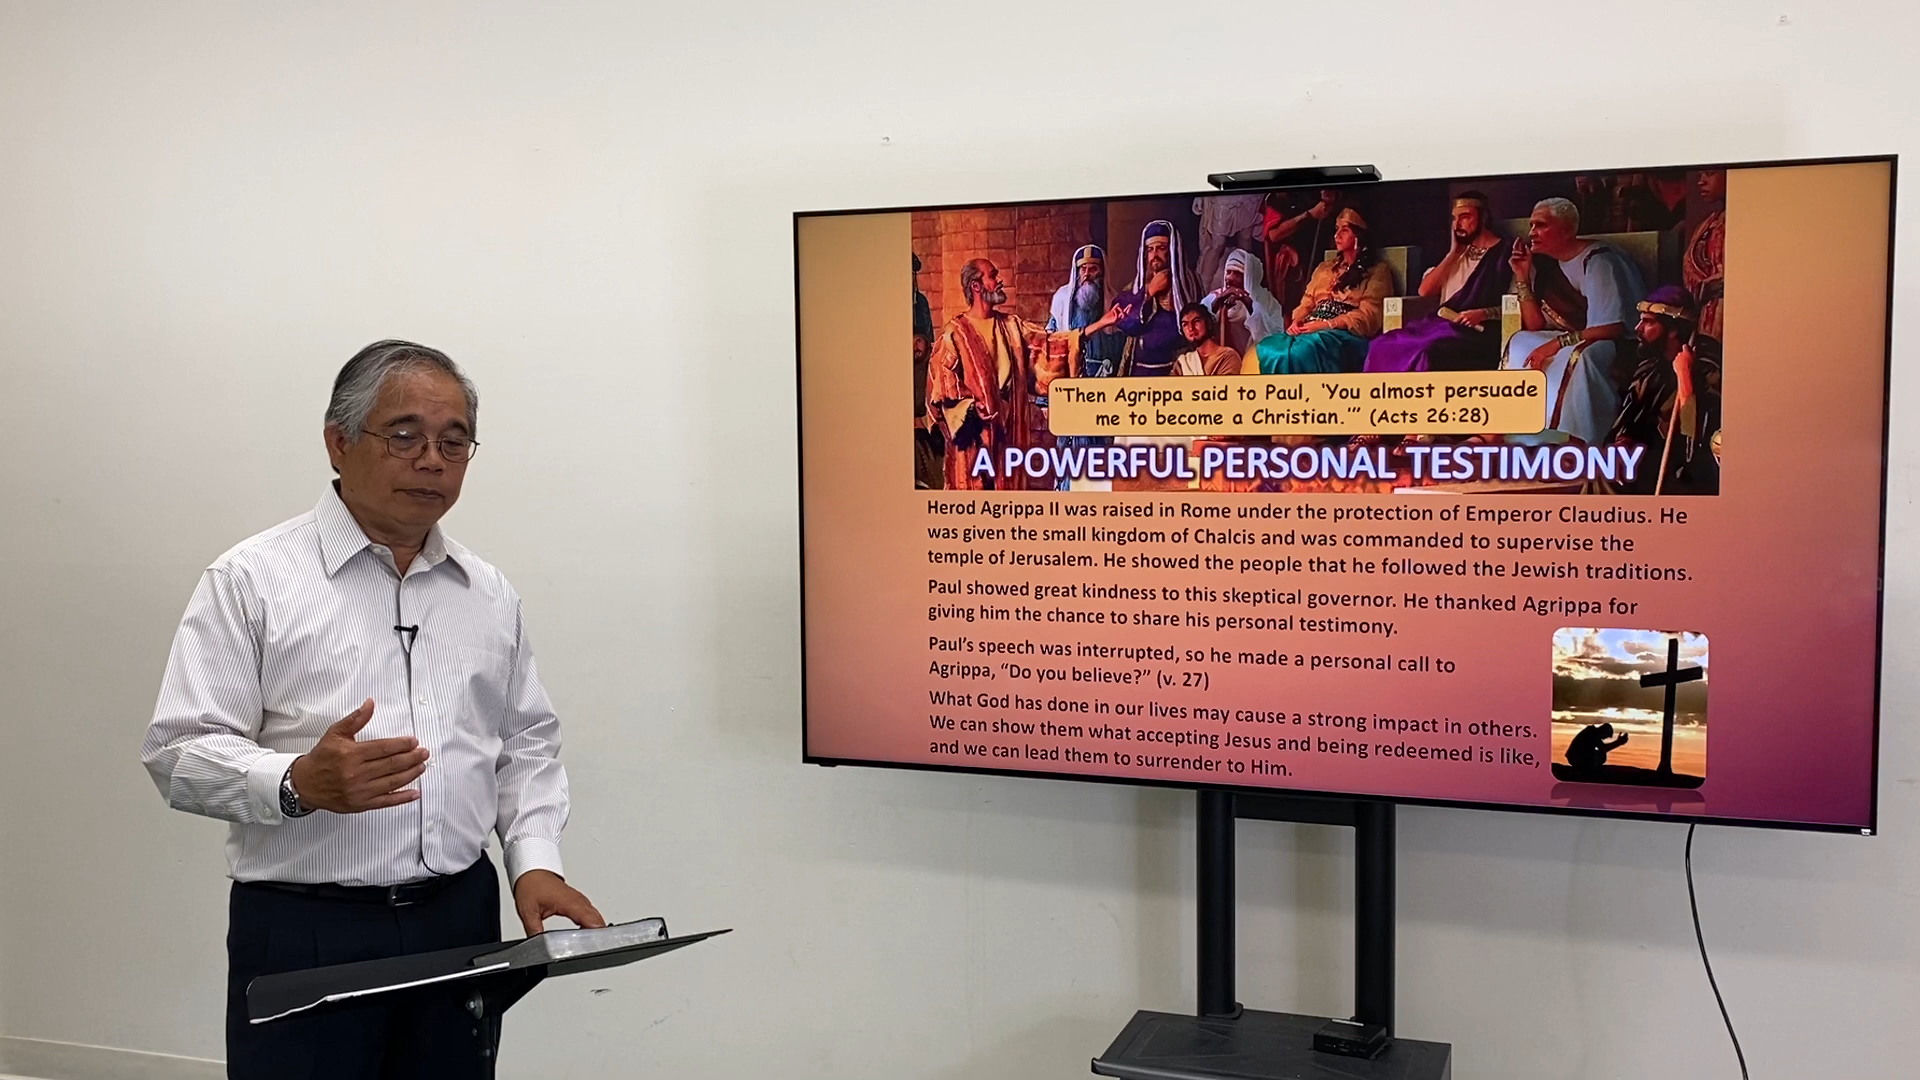 “Then Agrippa said to Paul, ‘You almost persuade
me to become a Christian.’” (Acts 26:28)
A POWERFUL PERSONAL TESTIMONY
Herod Agrippa II was raised in Rome under the protection of Emperor Claudius. He
was given the small kingdom of Chalcis and was commanded to supervise the
temple of Jerusalem. He showed the people that he followed the Jewish traditions.
Paul showed great kindness to this skeptical governor. He thanked Agrippa for
giving him the chance to share his personal testimony.
Paul’s speech was interrupted, so he made a personal call to
Agrippa, “Do you believe?” (v. 27)
What God has done in our lives may cause a strong impact in others.
We can show them what accepting Jesus and being redeemed is like,
and we can lead them to surrender to Him.